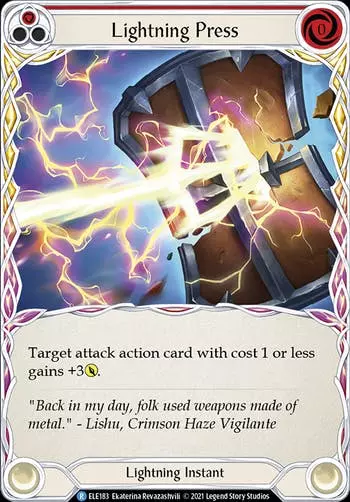 Lightning Press
0
Target attack action card with cost 1 or less
gains +3.
"Back in my day, folk used weapons made of
metal." - Lishu, Crimson Haze Vigilante
Lightning Instant
R ELE183 Ekaterina Revazashvili © 2021 Legend Story Studios